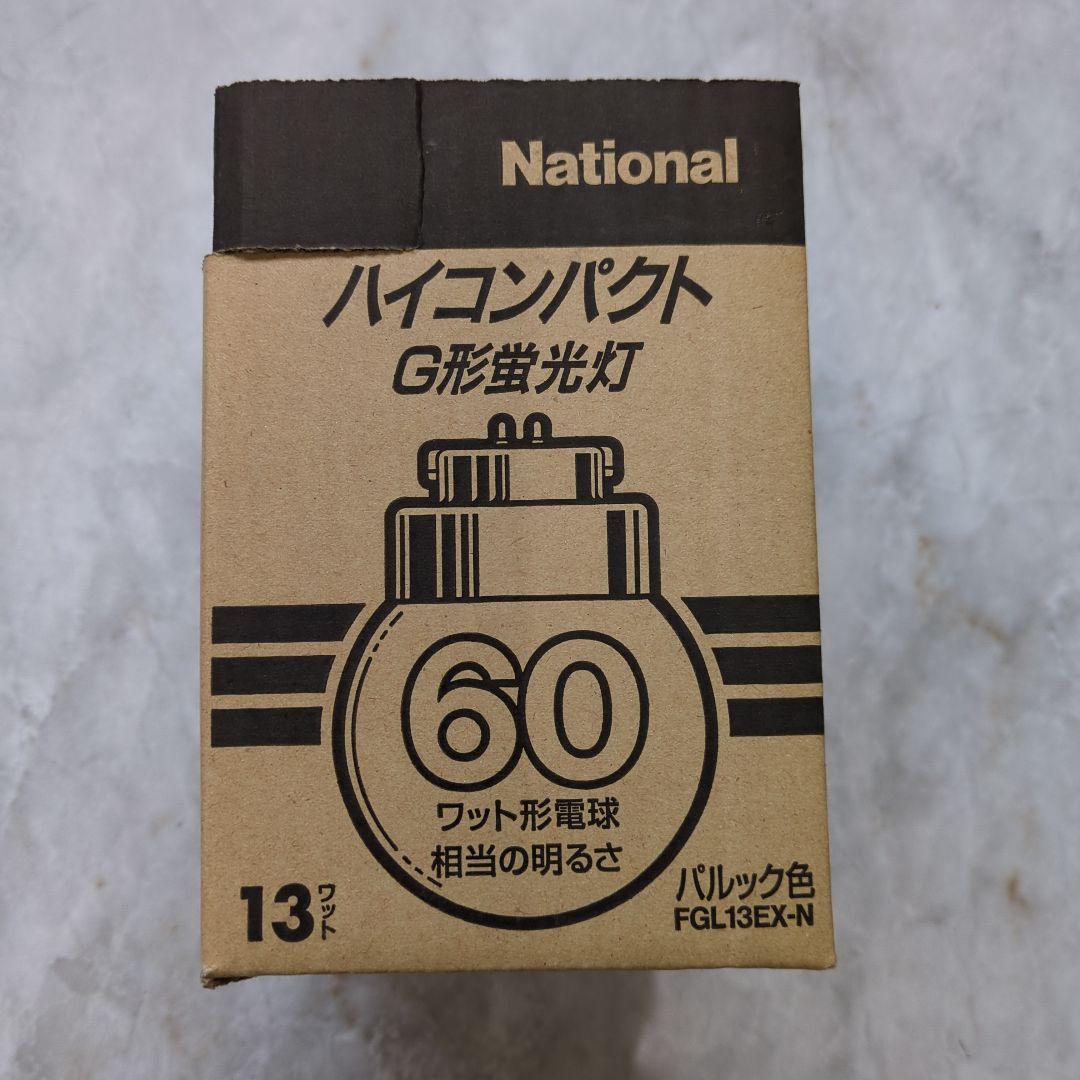 National
ハイコンパクト
G形蛍光灯
60
ワット形電球
相当の明るさ
13ワット
パルック色
FGL13EX-N